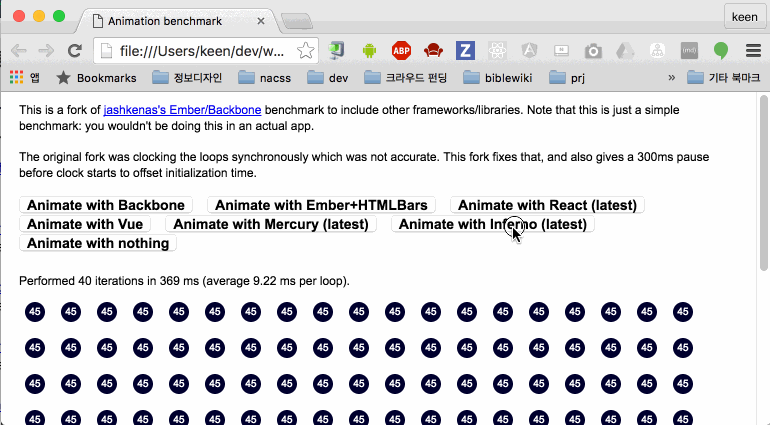 Animation benchmark
keen
file:///Users/keen/dev/w...
ABP
Z
앱 Bookmarks 정보디자인 nacss dev 크라우드 펀딩 biblewiki prj » 기타 북마크
This is a fork of jashkenas's Ember/Backbone benchmark to include other frameworks/libraries. Note that this is just a simple
benchmark: you wouldn't be doing this in an actual app.
The original fork was clocking the loops synchronously which was not accurate. This fork fixes that, and also gives a 300ms pause
before clock starts to offset initialization time.
Animate with Backbone Animate with Ember+HTMLBars Animate with React (latest)
Animate with Vue Animate with Mercury (latest) Animate with Inferno (latest)
Animate with nothing
Performed 40 iterations in 369 ms (average 9.22 ms per loop).
45 45 45 45 45 45 45 45 45 45 45 45 45 45 45 45 45 45 45
45 45 45 45 45 45 45 45 45 45 45 45 45 45 45 45 45 45 45
45 45 45 45 45 45 45 45 45 45 45 45 45 45 45 45 45 45 45
45 45 45 45 45 45 45 45 45 45 45 45 45 45 45 45 45 45 45